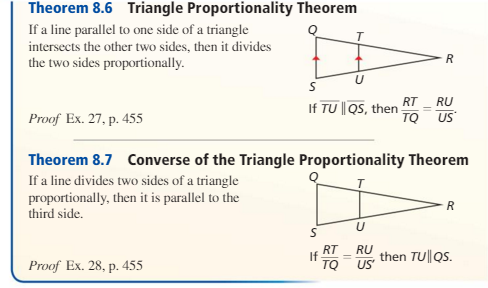 Theorem 8.6 Triangle Proportionality Theorem
If a line parallel to one side of a triangle
intersects the other two sides, then it divides
the two sides proportionally.
Q
T
R
S
U
If TU ∥ QS, then RT/TQ = RU/US.
Proof Ex. 27, p. 455
Theorem 8.7 Converse of the Triangle Proportionality Theorem
If a line divides two sides of a triangle
proportionally, then it is parallel to the
third side.
Q
T
R
S
U
If RT/TQ = RU/US, then TU∥QS.
Proof Ex. 28, p. 455